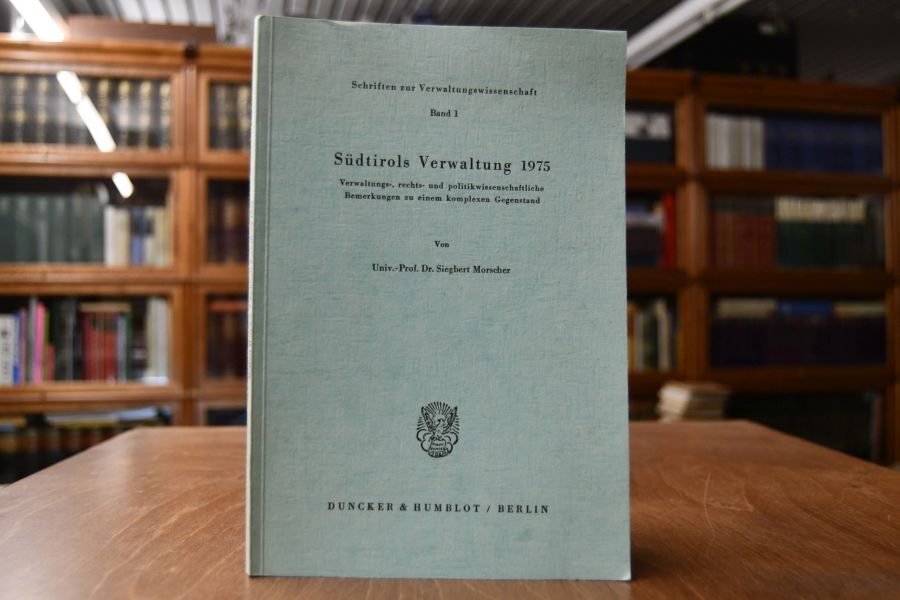 Schriften zur Verwaltungswissenschaft
Band 1
Südtirols Verwaltung 1975
Verwaltungs-, rechts- und politikwissenschaftliche
Bemerkungen zu einem komplexen Gegenstand
Von
Univ.-Prof. Dr. Siegbert Morscher
DUNCKER & HUMBLOT / BERLIN